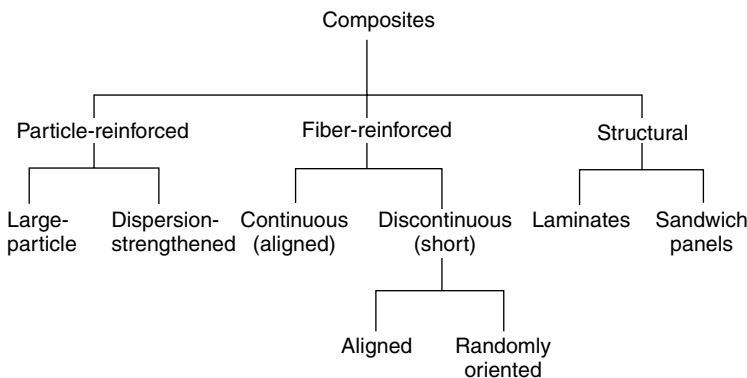 Composites
Particle-reinforced
Fiber-reinforced
Structural
Large-
particle
Dispersion-
strengthened
Continuous
(aligned)
Discontinuous
(short)
Laminates
Sandwich
panels
Aligned
Randomly
oriented